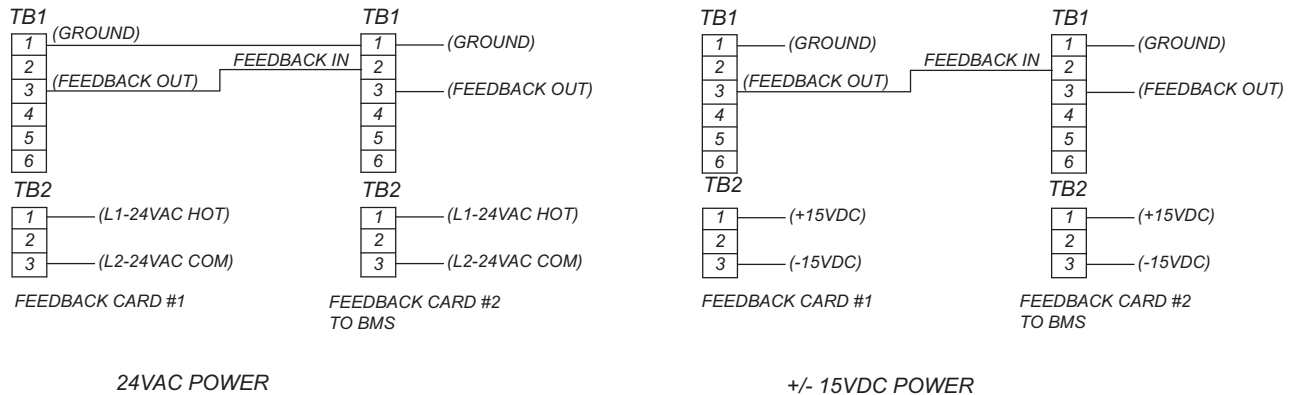 TB1
1
2
3
4
5
6
(GROUND)
(FEEDBACK OUT)
FEEDBACK IN
TB2
1
2
3
(L1-24VAC HOT)
(L2-24VAC COM)
FEEDBACK CARD #1
TB1
1
2
3
4
5
6
(GROUND)
(FEEDBACK OUT)
TB2
1
2
3
(L1-24VAC HOT)
(L2-24VAC COM)
FEEDBACK CARD #2
TO BMS
24VAC POWER
TB1
1
2
3
4
5
6
(GROUND)
(FEEDBACK OUT)
FEEDBACK IN
TB2
1
2
3
(+15VDC)
(-15VDC)
FEEDBACK CARD #1
TB1
1
2
3
4
5
6
(GROUND)
(FEEDBACK OUT)
TB2
1
2
3
(+15VDC)
(-15VDC)
FEEDBACK CARD #2
TO BMS
+/- 15VDC POWER